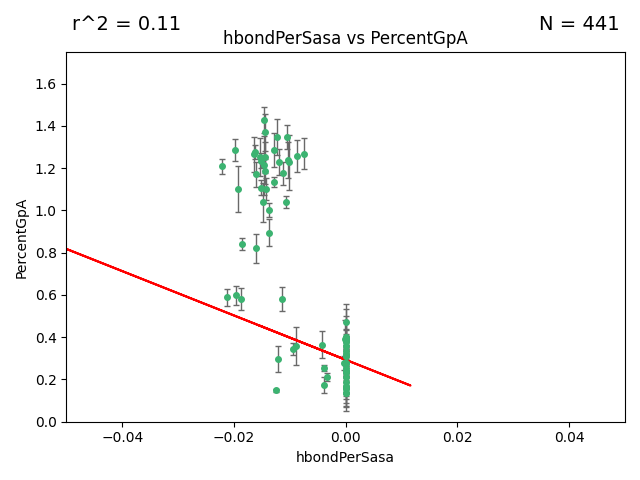 r^2 = 0.11
N = 441
hbondPerSasa vs PercentGpA
PercentGpA
1.6
1.4
1.2
1.0
0.8
0.6
0.4
0.2
0.0
−0.04
−0.02
0.00
0.02
0.04
hbondPerSasa